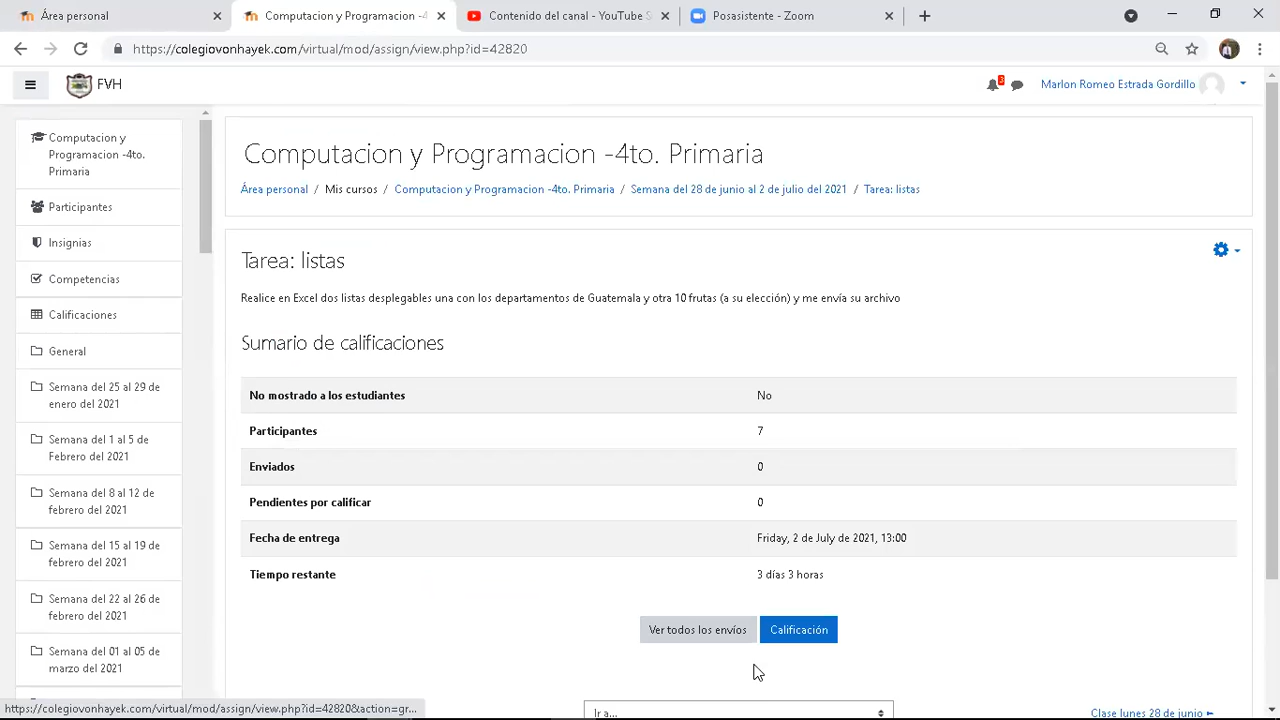 Área personal
Computacion y Programacion -4
Contenido del canal - YouTube S
Posasistente - Zoom
https://colegiovonhayek.com/virtual/mod/assign/view.php?id=42820
FVH
3
Marlon Romeo Estrada Gordillo
Computacion y
Programacion -4to.
Primaria
Participantes
Insignias
Competencias
Calificaciones
General
Semana del 25 al 29 de
enero del 2021
Semana del 1 al 5 de
Febrero del 2021
Semana del 8 al 12 de
febrero del 2021
Semana del 15 al 19 de
febrero del 2021
Semana del 22 al 26 de
febrero del 2021
Semana del 01 al 05 de
marzo del 2021
Computacion y Programacion -4to. Primaria
Área personal / Mis cursos / Computacion y Programacion -4to. Primaria / Semana del 28 de junio al 2 de julio del 2021 / Tarea: listas
Tarea: listas
Realice en Excel dos listas desplegables una con los departamentos de Guatemala y otra 10 frutas (a su elección) y me envía su archivo
Sumario de calificaciones
No mostrado a los estudiantes No
Participantes 7
Enviados 0
Pendientes por calificar 0
Fecha de entrega Friday, 2 de July de 2021, 13:00
Tiempo restante 3 días 3 horas
Ver todos los envíos Calificación
Ir a...
Clase lunes 28 de junio
https://colegiovonhayek.com/virtual/mod/assign/view.php?id=42820&action=gr...